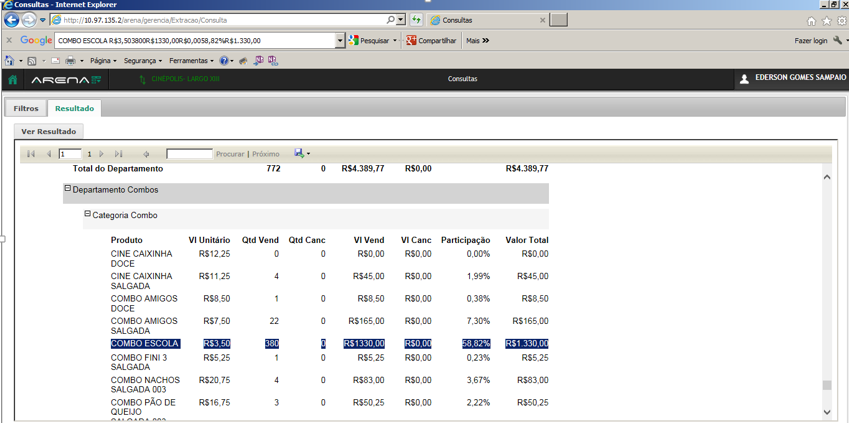 Consultas - Internet Explorer
http://10.97.135.2/arena/gerencia/Extracao/Consulta
Consultas
Google COMBO ESCOLA R$3,503800R$1330,00R$0,0058,82%R$1.330,00 Pesquisar Compartilhar Mais » Fazer login
Página Segurança Ferramentas
ARENA CINÉPOLIS- LARGO XIII Consultas EDERSON GOMES SAMPAIO
Filtros Resultado
Ver Resultado
1 1 Procurar | Próximo
Total do Departamento 772 0 R$4.389,77 R$0,00 R$4.389,77
Departamento Combos
Categoria Combo
Produto Vl Unitário Qtd Vend Qtd Canc Vl Vend Vl Canc Participação Valor Total
CINE CAIXINHA R$12,25 0 0 R$0,00 R$0,00 0,00% R$0,00
DOCE
CINE CAIXINHA R$11,25 4 0 R$45,00 R$0,00 1,99% R$45,00
SALGADA
COMBO AMIGOS R$8,50 1 0 R$8,50 R$0,00 0,38% R$8,50
DOCE
COMBO AMIGOS R$7,50 22 0 R$165,00 R$0,00 7,30% R$165,00
SALGADA
COMBO ESCOLA R$3,50 380 0 R$1330,00 R$0,00 58,82% R$1.330,00
COMBO FINI 3 R$5,25 1 0 R$5,25 R$0,00 0,23% R$5,25
SALGADA
COMBO NACHOS R$20,75 4 0 R$83,00 R$0,00 3,67% R$83,00
SALGADA 003
COMBO PÃO DE R$16,75 3 0 R$50,25 R$0,00 2,22% R$50,25
QUEIJO